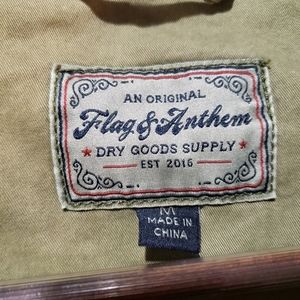 AN ORIGINAL
Flag & Anthem
★ DRY GOODS SUPPLY ★
EST 2016
M
MADE IN
CHINA